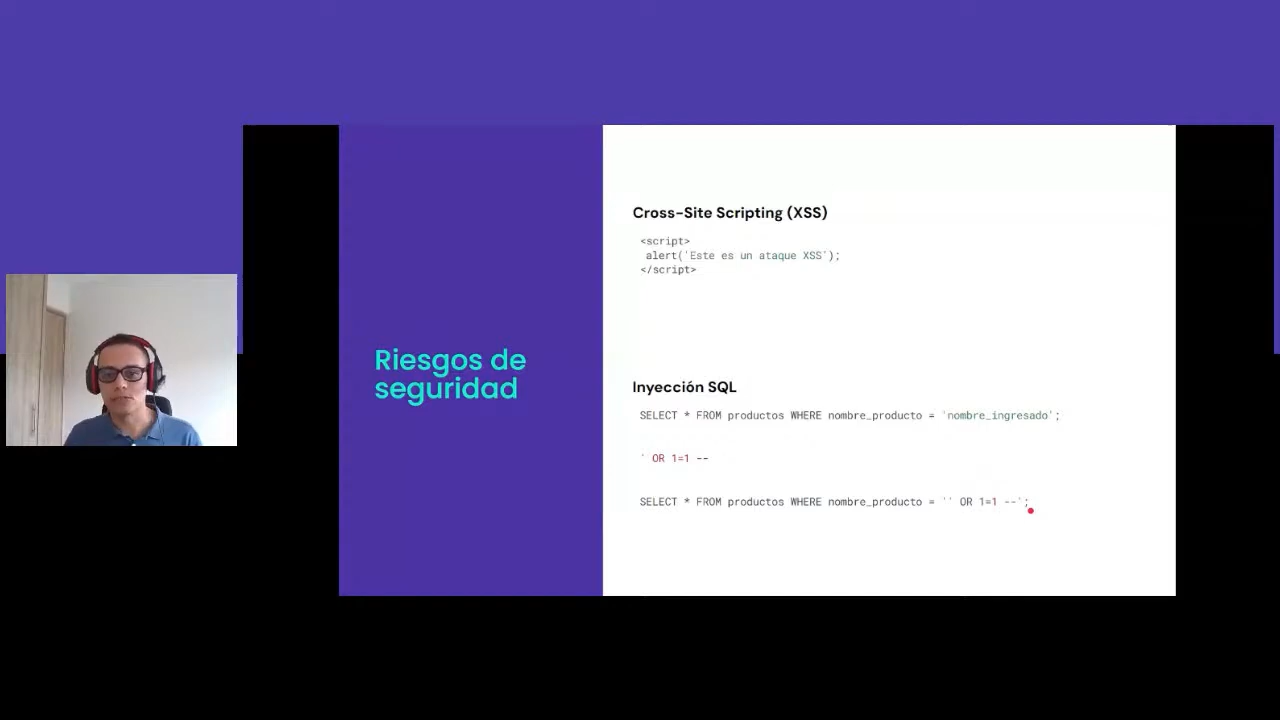 Riesgos de
seguridad
Cross-Site Scripting (XSS)
<script>
alert('Este es un ataque XSS');
</script>
Inyección SQL
SELECT * FROM productos WHERE nombre_producto = 'nombre_ingresado';
' OR 1=1 --
SELECT * FROM productos WHERE nombre_producto = '' OR 1=1 --';